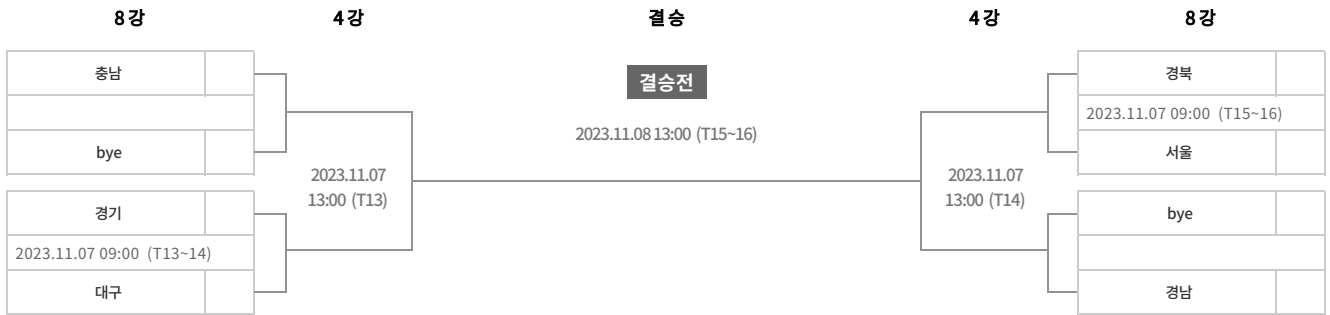 8강 4강 결승 4강 8강
충남
bye
경기
2023.11.07 09:00 (T13~14)
대구
2023.11.07
13:00 (T13)
결승전
2023.11.08 13:00 (T15~16)
2023.11.07
13:00 (T14)
경북
2023.11.07 09:00 (T15~16)
서울
bye
경남